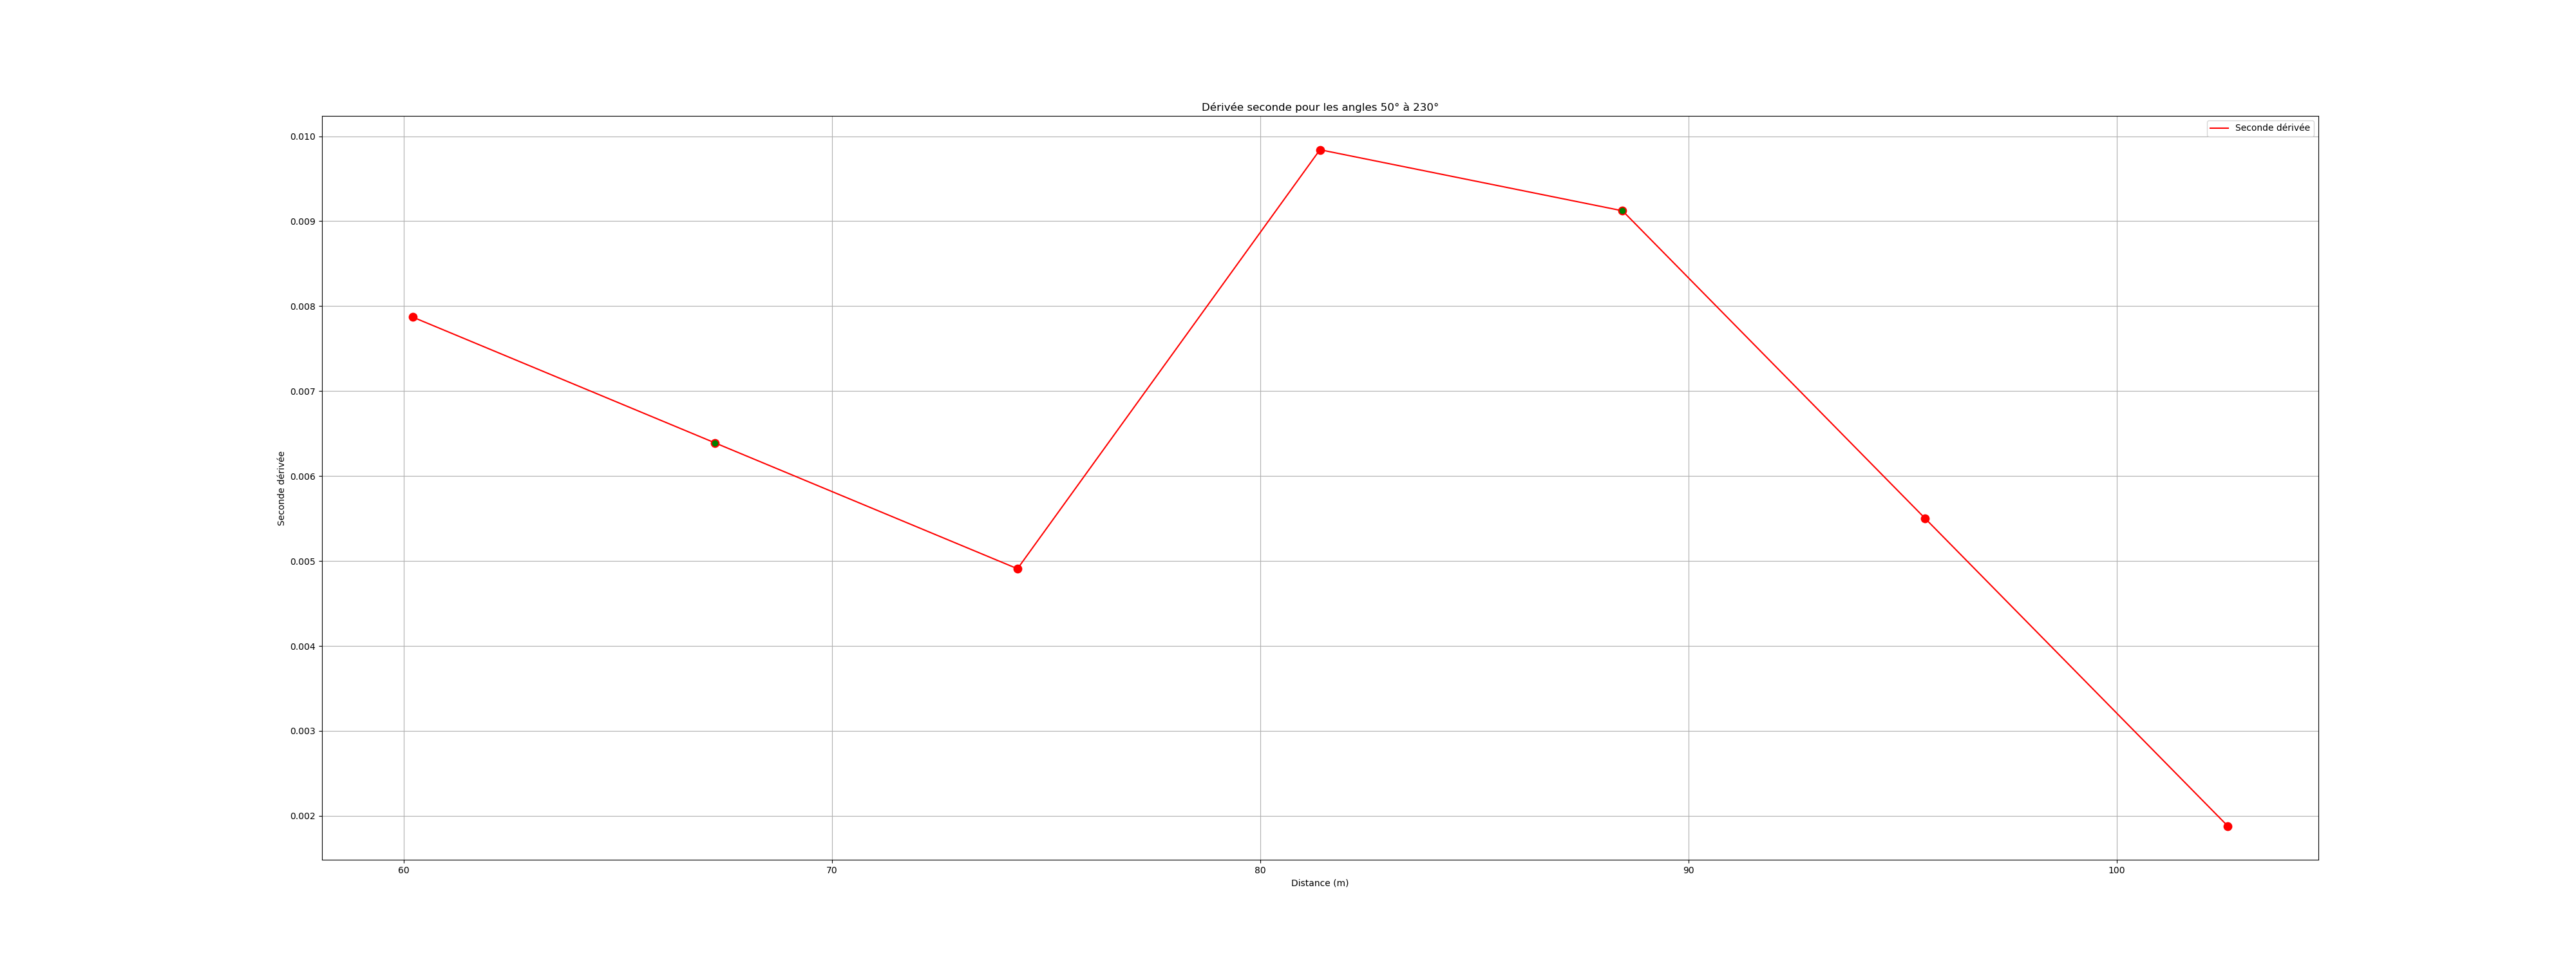 Dérivée seconde pour les angles 50° à 230°
Seconde dérivée
0.010
0.009
0.008
0.007
0.006
0.005
0.004
0.003
0.002
Seconde dérivée
60 70 80 90 100
Distance (m)